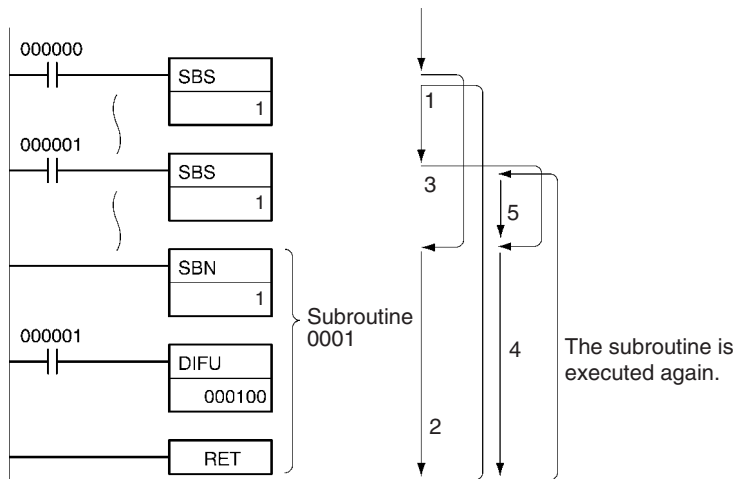 000000
SBS
1
1
000001
SBS
3
1
5
SBN
1
Subroutine
0001
000001
DIFU
000100
4
The subroutine is
executed again.
2
RET